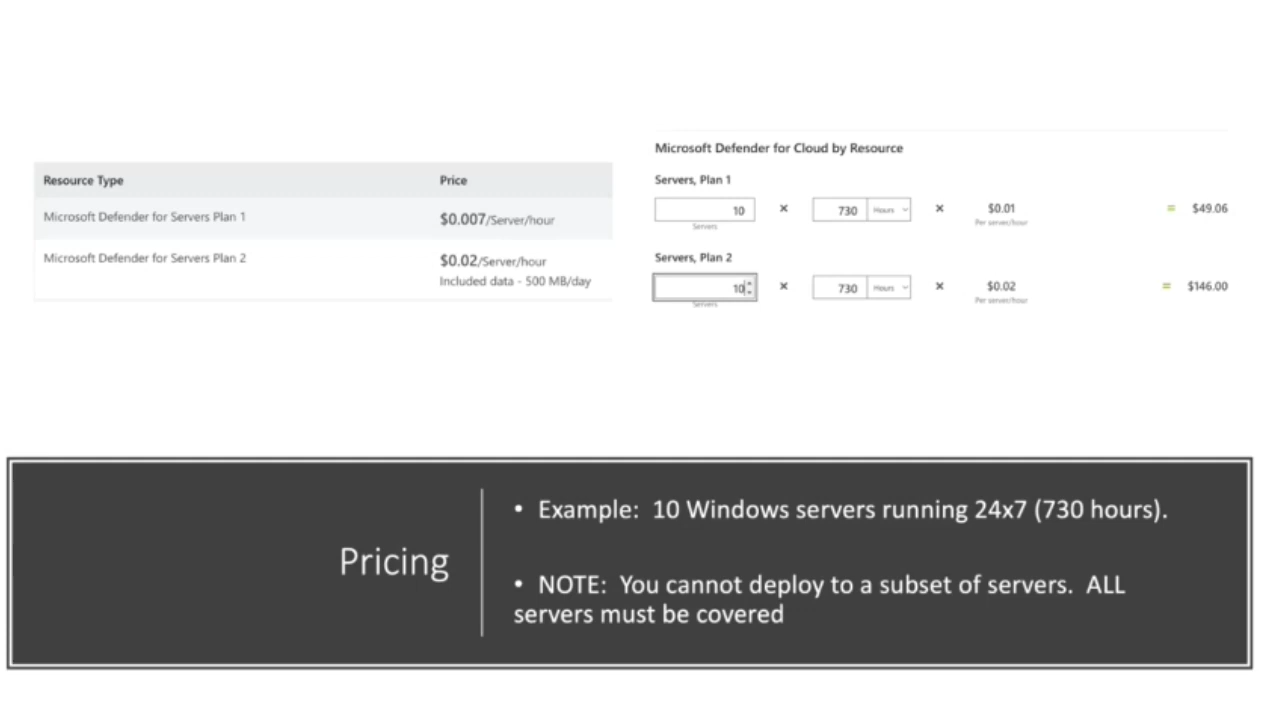 Resource Type Price
Microsoft Defender for Servers Plan 1 $0.007/Server/hour
Microsoft Defender for Servers Plan 2 $0.02/Server/hour
Included data - 500 MB/day
Microsoft Defender for Cloud by Resource
Servers, Plan 1
10 × 730 Hours × $0.01 = $49.06
Servers Per server/hour
Servers, Plan 2
10 × 730 Hours × $0.02 = $146.00
Servers Per server/hour
Pricing
• Example: 10 Windows servers running 24x7 (730 hours).
• NOTE: You cannot deploy to a subset of servers. ALL
servers must be covered